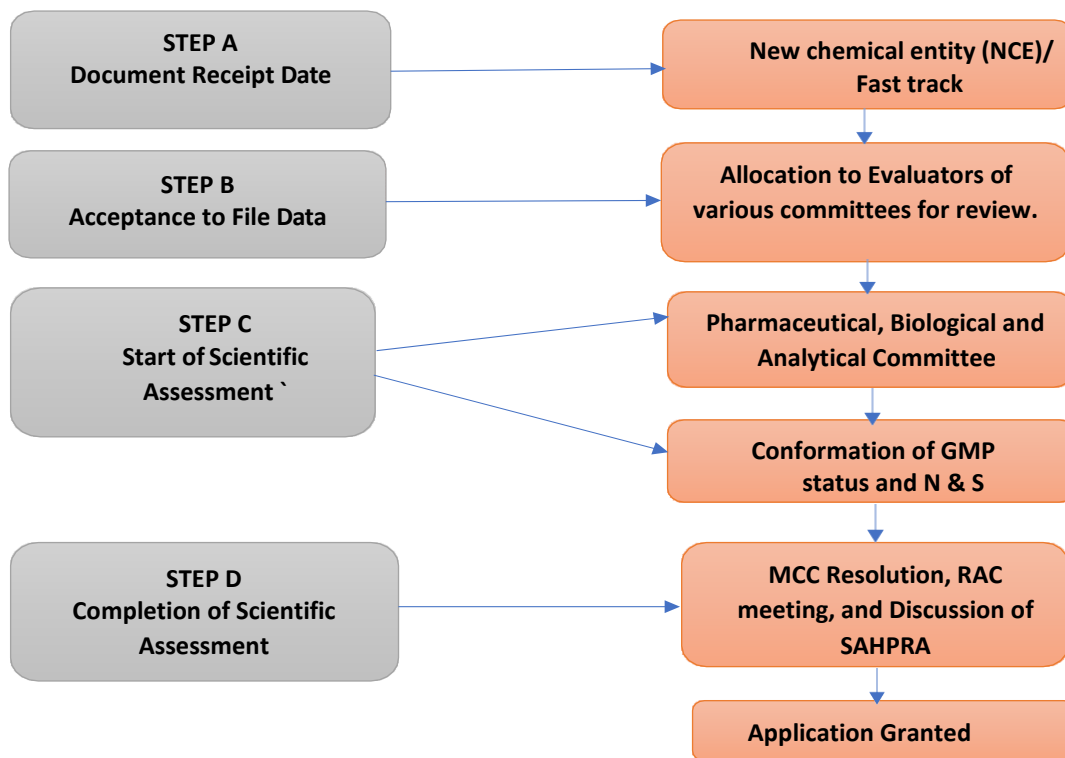 STEP A
Document Receipt Date
New chemical entity (NCE)/
Fast track
STEP B
Acceptance to File Data
Allocation to Evaluators of
various committees for review.
STEP C
Start of Scientific
Assessment `
Pharmaceutical, Biological and
Analytical Committee
Conformation of GMP
status and N & S
STEP D
Completion of Scientific
Assessment
MCC Resolution, RAC
meeting, and Discussion of
SAHPRA
Application Granted